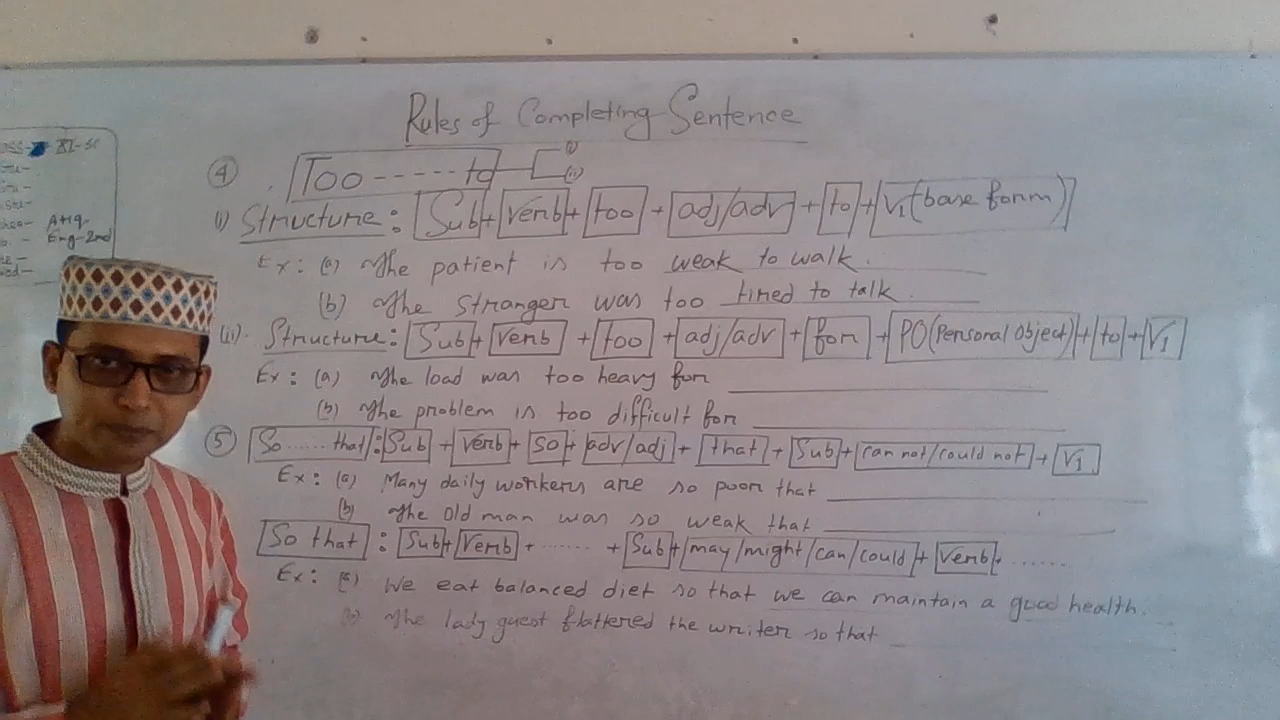 Rules of Completing Sentence
④ Too ----- to (i)
(ii)
(i) Structure: Sub + verb + too + adj/adv + to + V1 (base form)
Ex: (a) The patient is too weak to walk.
(b) The stranger was too tired to talk.
(ii). Structure: Sub + verb + too + adj/adv + for + PO (Personal Object) + to + V1
Ex: (a) The load was too heavy for
(b) The problem is too difficult for
⑤ So ...... that: Sub + verb + so + adv/adj + that + Sub + can not/could not + V1
Ex: (a) Many daily workers are so poor that
(b) The old man was so weak that
So that: Sub + Verb + ....... + Sub + may/might/can/could + verb + .......
Ex: (a) We eat balanced diet so that we can maintain a good health.
(b) The lady guest flattered the writer so that
Atiq
Eng-2nd